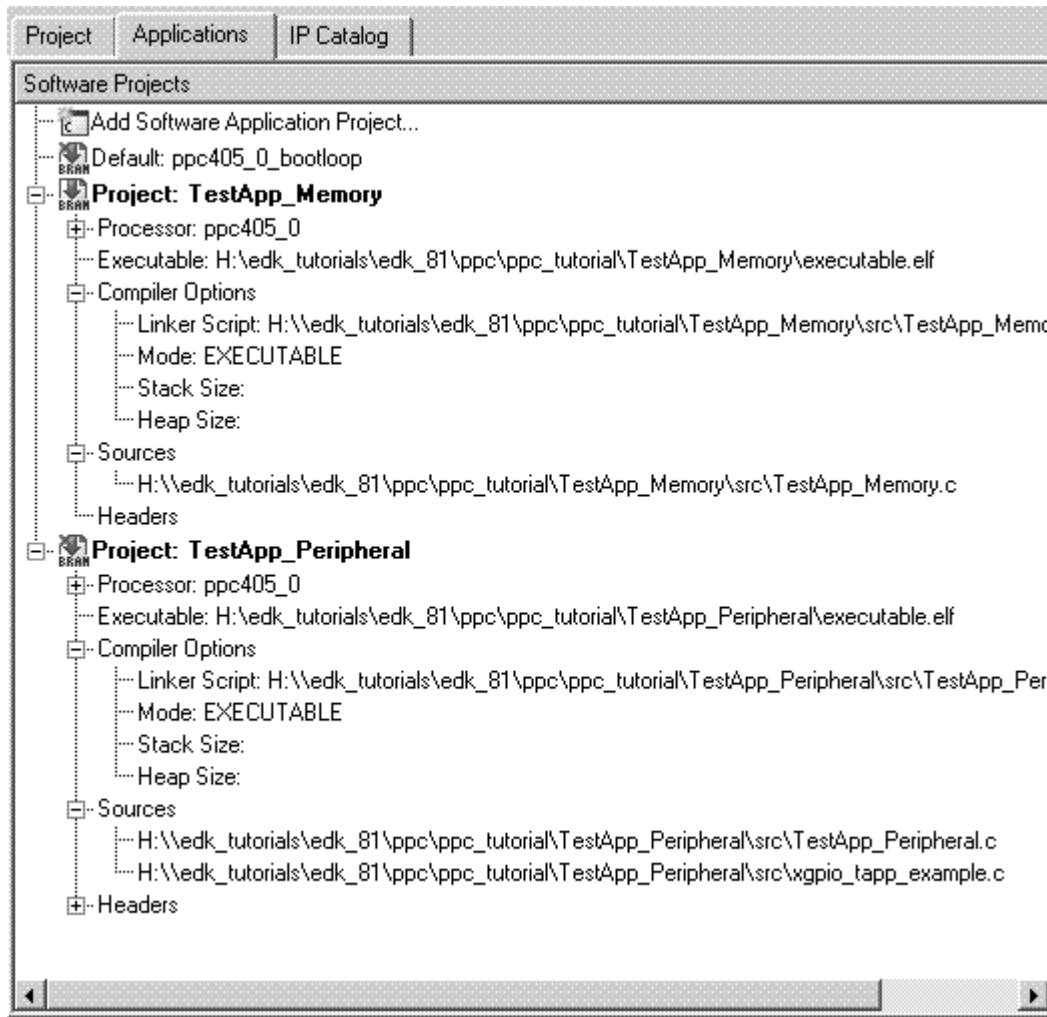 Project Applications IP Catalog
Software Projects
Add Software Application Project...
BRAM Default: ppc405_0_bootloop
BRAM Project: TestApp_Memory
Processor: ppc405_0
Executable: H:\edk_tutorials\edk_81\ppc\ppc_tutorial\TestApp_Memory\executable.elf
Compiler Options
Linker Script: H:\\edk_tutorials\edk_81\ppc\ppc_tutorial\TestApp_Memory\src\TestApp_Memo
Mode: EXECUTABLE
Stack Size:
Heap Size:
Sources
H:\\edk_tutorials\edk_81\ppc\ppc_tutorial\TestApp_Memory\src\TestApp_Memory.c
Headers
BRAM Project: TestApp_Peripheral
Processor: ppc405_0
Executable: H:\edk_tutorials\edk_81\ppc\ppc_tutorial\TestApp_Peripheral\executable.elf
Compiler Options
Linker Script: H:\\edk_tutorials\edk_81\ppc\ppc_tutorial\TestApp_Peripheral\src\TestApp_Per
Mode: EXECUTABLE
Stack Size:
Heap Size:
Sources
H:\\edk_tutorials\edk_81\ppc\ppc_tutorial\TestApp_Peripheral\src\TestApp_Peripheral.c
H:\\edk_tutorials\edk_81\ppc\ppc_tutorial\TestApp_Peripheral\src\xgpio_tapp_example.c
Headers